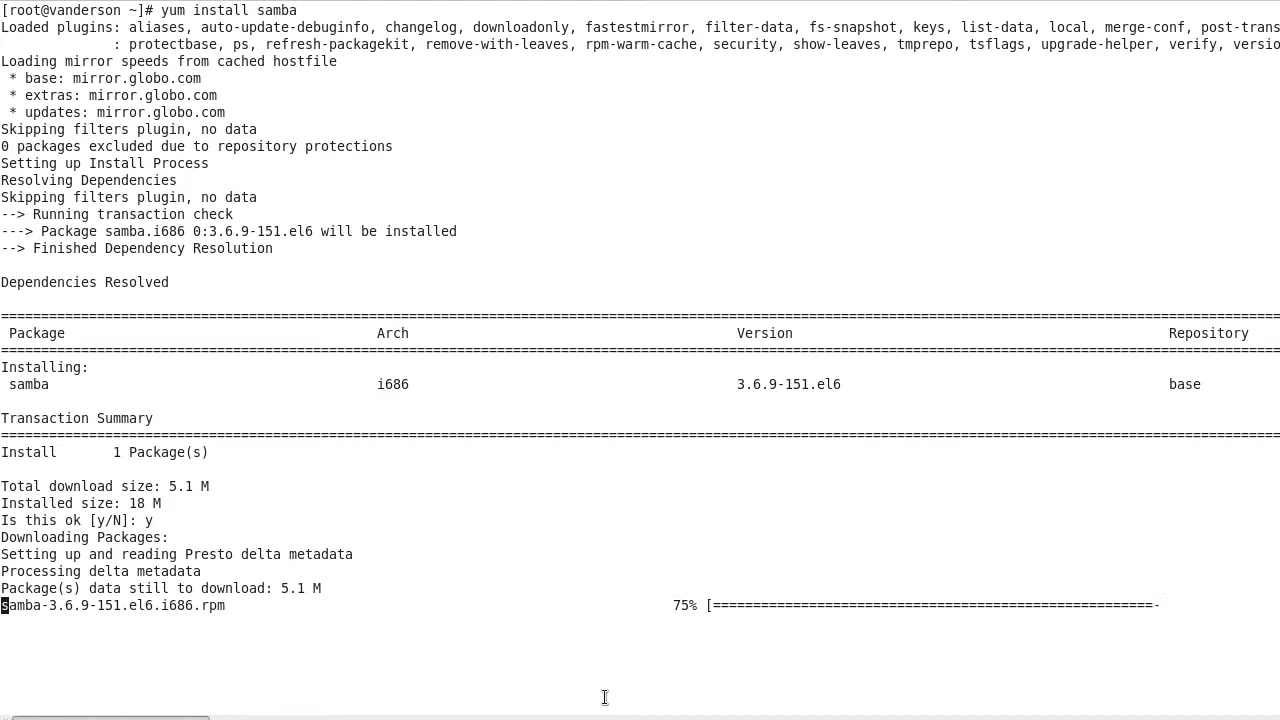 [root@vanderson ~]# yum install samba
Loaded plugins: aliases, auto-update-debuginfo, changelog, downloadonly, fastestmirror, filter-data, fs-snapshot, keys, list-data, local, merge-conf, post-trans
              : protectbase, ps, refresh-packagekit, remove-with-leaves, rpm-warm-cache, security, show-leaves, tmprepo, tsflags, upgrade-helper, verify, versio
Loading mirror speeds from cached hostfile
 * base: mirror.globo.com
 * extras: mirror.globo.com
 * updates: mirror.globo.com
Skipping filters plugin, no data
0 packages excluded due to repository protections
Setting up Install Process
Resolving Dependencies
Skipping filters plugin, no data
--> Running transaction check
---> Package samba.i686 0:3.6.9-151.el6 will be installed
--> Finished Dependency Resolution
Dependencies Resolved
================================================================================
 Package                                      Arch                                         Version                                               Repository
================================================================================
Installing:
 samba                                        i686                                         3.6.9-151.el6                                         base
Transaction Summary
================================================================================
Install       1 Package(s)
Total download size: 5.1 M
Installed size: 18 M
Is this ok [y/N]: y
Downloading Packages:
Setting up and reading Presto delta metadata
Processing delta metadata
Package(s) data still to download: 5.1 M
samba-3.6.9-151.el6.i686.rpm                                                        75% [=======================================================-